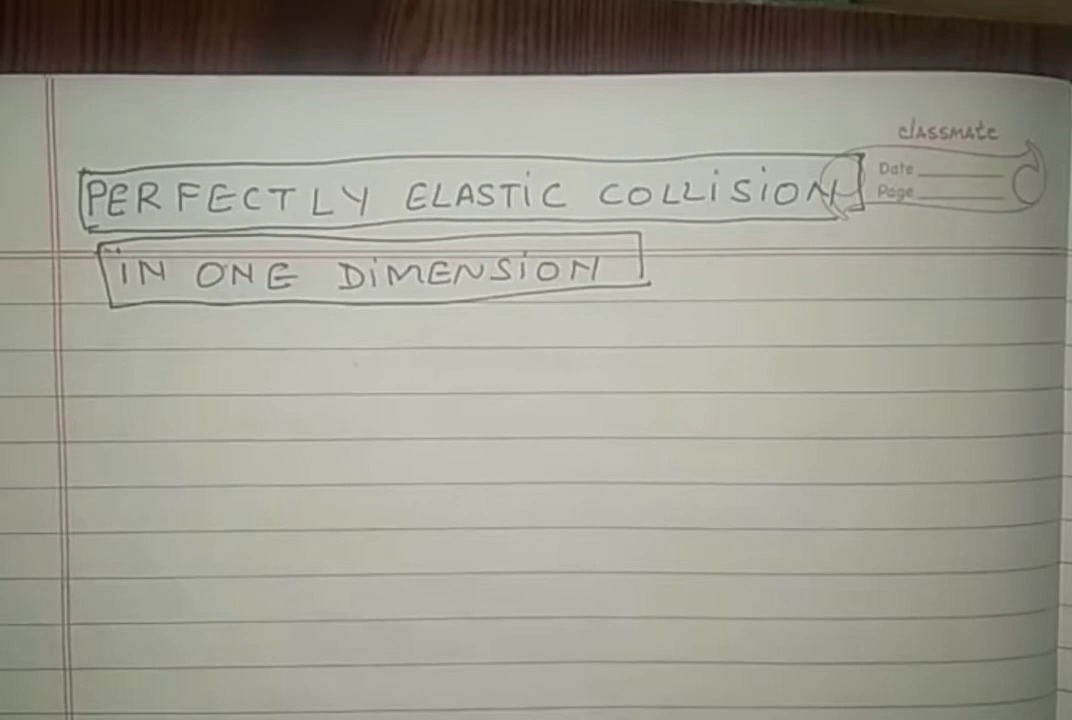 classmate
Date
Page
PERFECTLY ELASTIC COLLISION
IN ONE DIMENSION